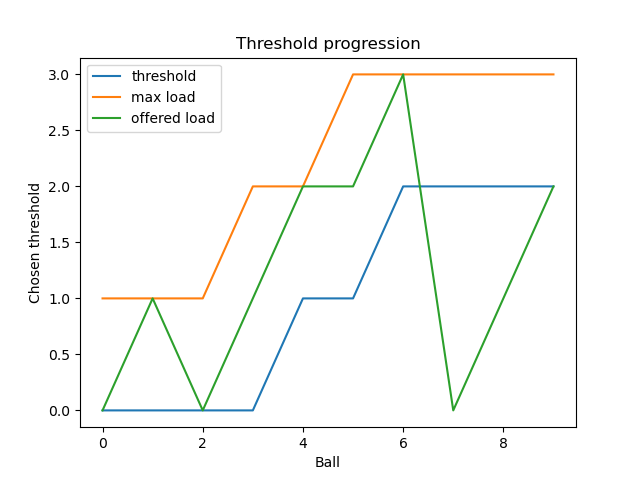 Threshold progression
threshold
max load
offered load
3.0
2.5
2.0
1.5
1.0
0.5
0.0
Chosen threshold
0 2 4 6 8
Ball